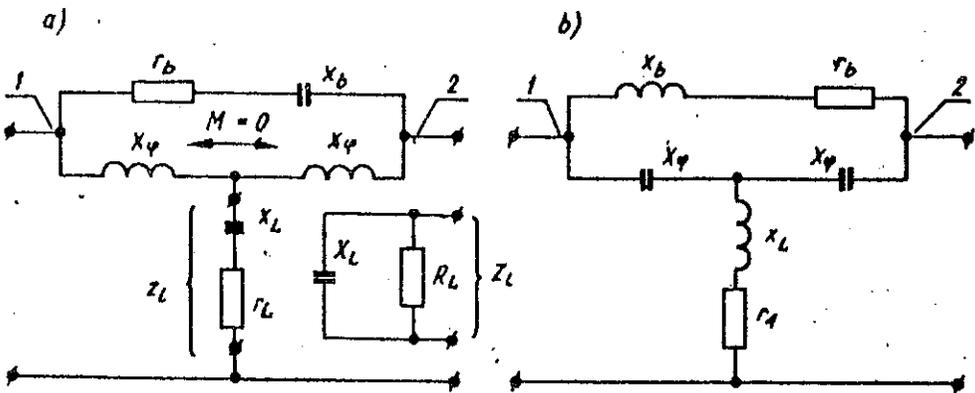 a)
b)
1
r_b
x_b
2
1
x_b
r_b
2
x_φ
M = 0
x_φ
x_φ
x_φ
x_L
z_L
r_L
X_L
R_L
Z_L
x_L
r_1